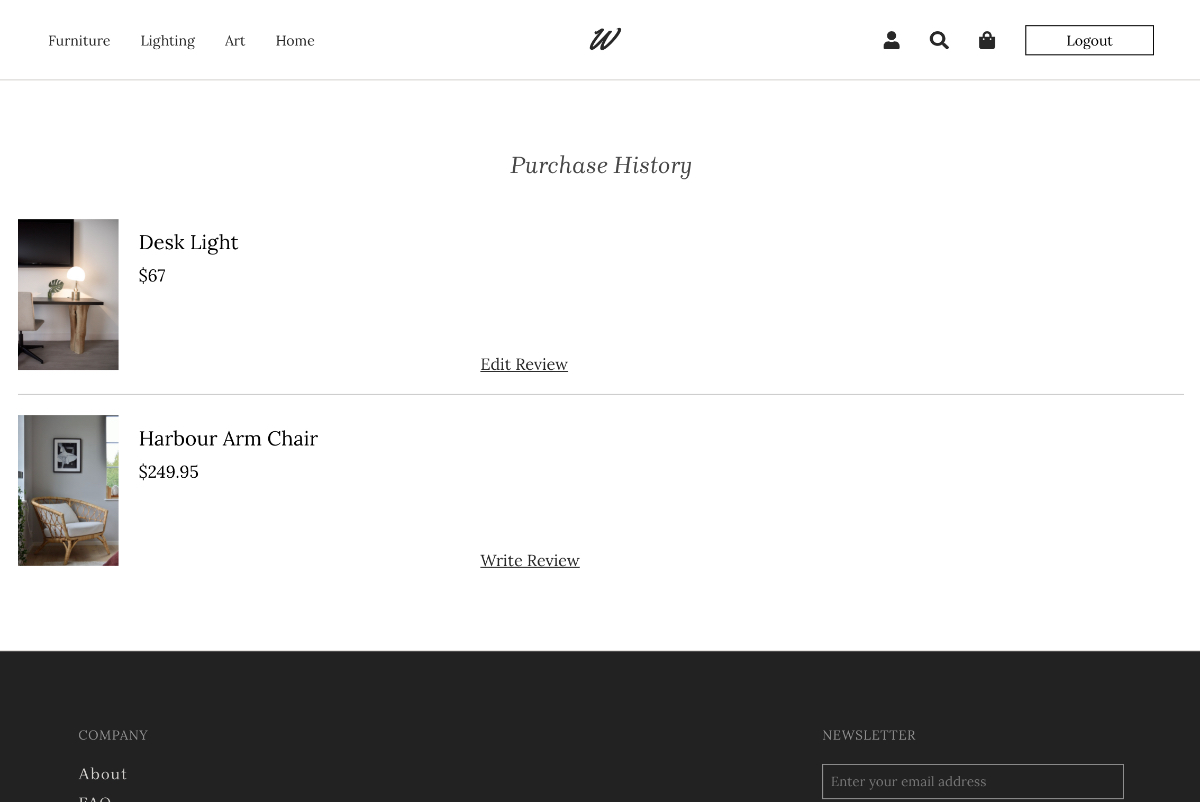 Furniture Lighting Art Home W Logout
Purchase History
Desk Light
$67
Edit Review
Harbour Arm Chair
$249.95
Write Review
COMPANY
NEWSLETTER
About
Enter your email address
FAQ